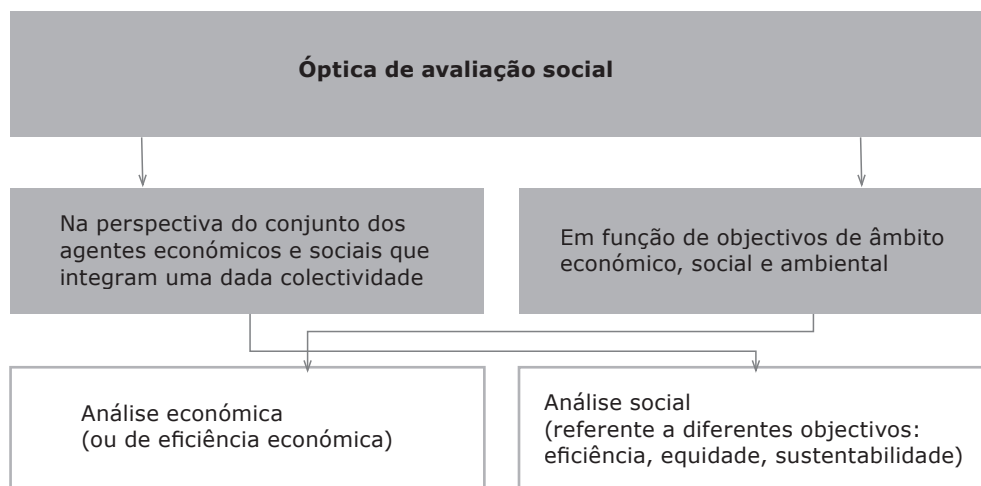 Óptica de avaliação social
Na perspectiva do conjunto dos
agentes económicos e sociais que
integram uma dada colectividade
Em função de objectivos de âmbito
económico, social e ambiental
Análise económica
(ou de eficiência económica)
Análise social
(referente a diferentes objectivos:
eficiência, equidade, sustentabilidade)